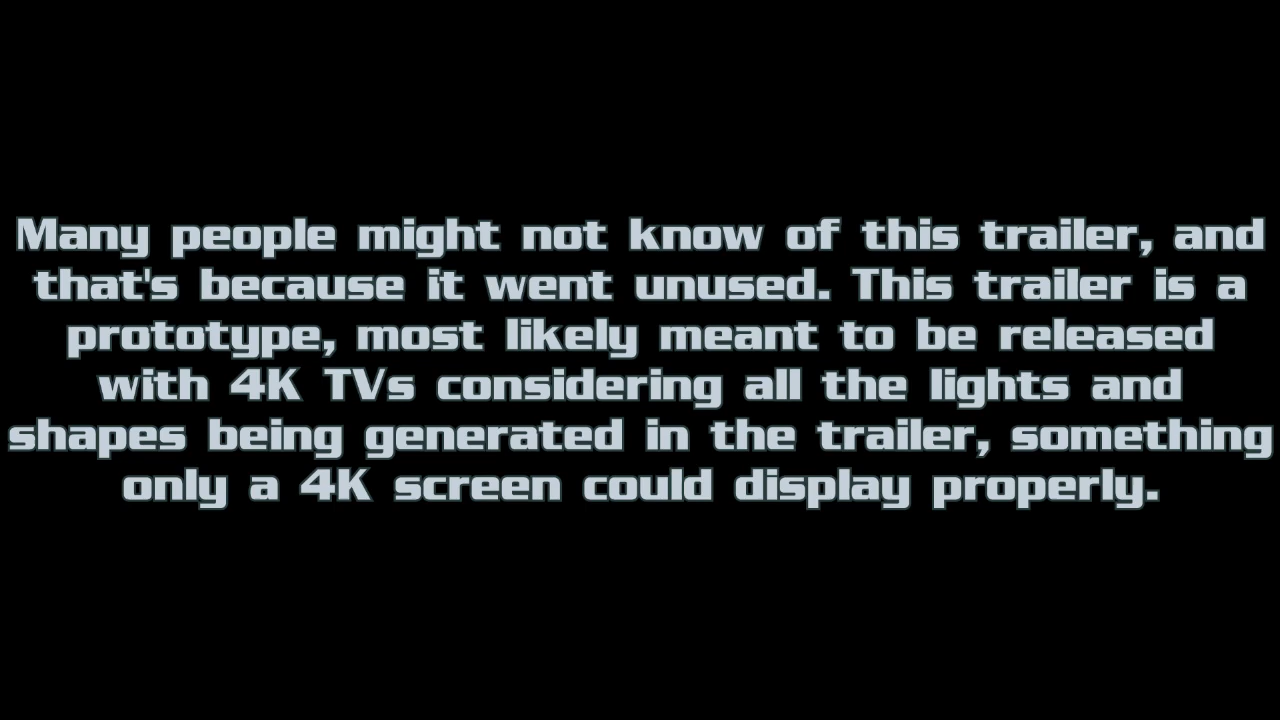 Many people might not know of this trailer, and
that's because it went unused. This trailer is a
prototype, most likely meant to be released
with 4K TVs considering all the lights and
shapes being generated in the trailer, something
only a 4K screen could display properly.